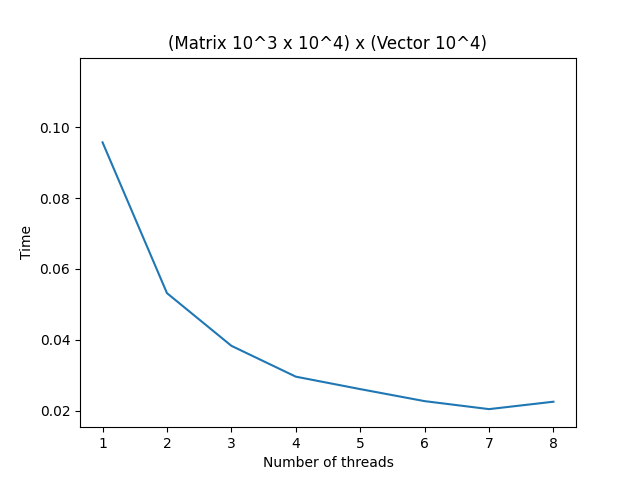 (Matrix 10^3 x 10^4) x (Vector 10^4)
0.10
0.08
0.06
0.04
0.02
Time
1 2 3 4 5 6 7 8
Number of threads